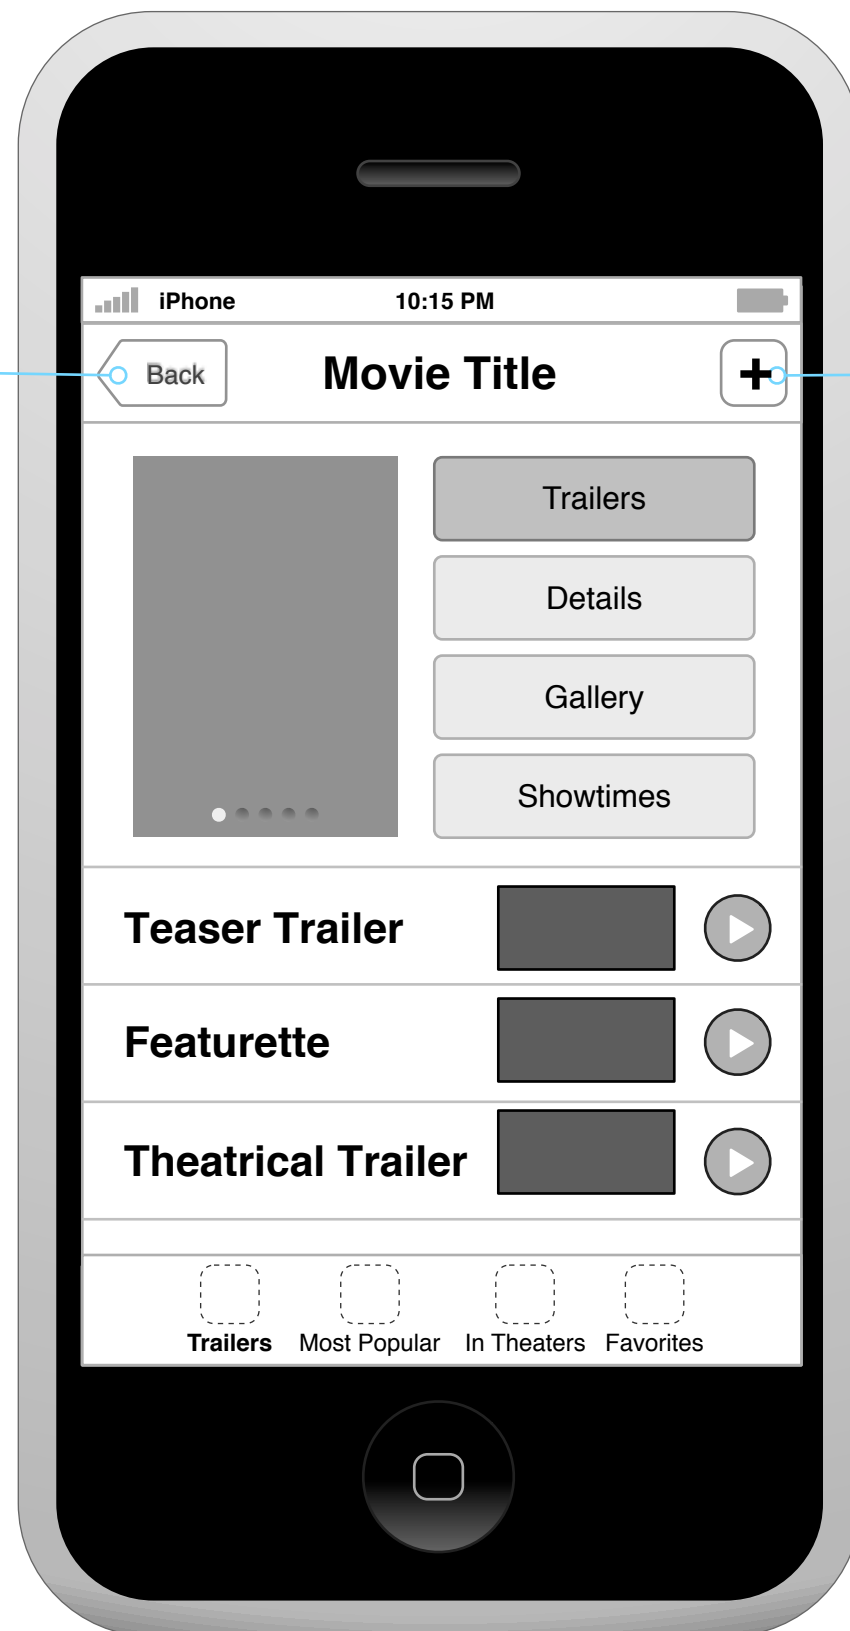 iPhone 10:15 PM
Back Movie Title +
Trailers
Details
Gallery
Showtimes
Teaser Trailer
Featurette
Theatrical Trailer
Trailers Most Popular In Theaters Favorites